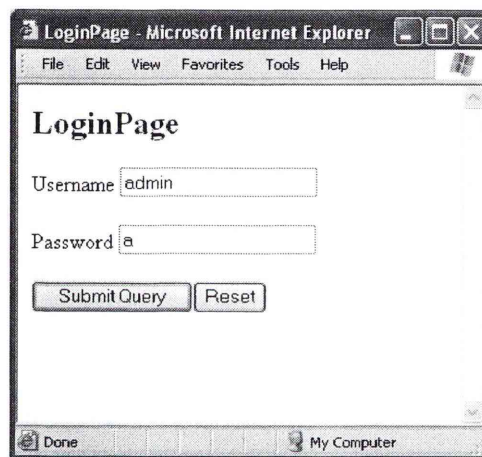 LoginPage - Microsoft Internet Explorer
File Edit View Favorites Tools Help
LoginPage
Username admin
Password a
Submit Query Reset
Done My Computer